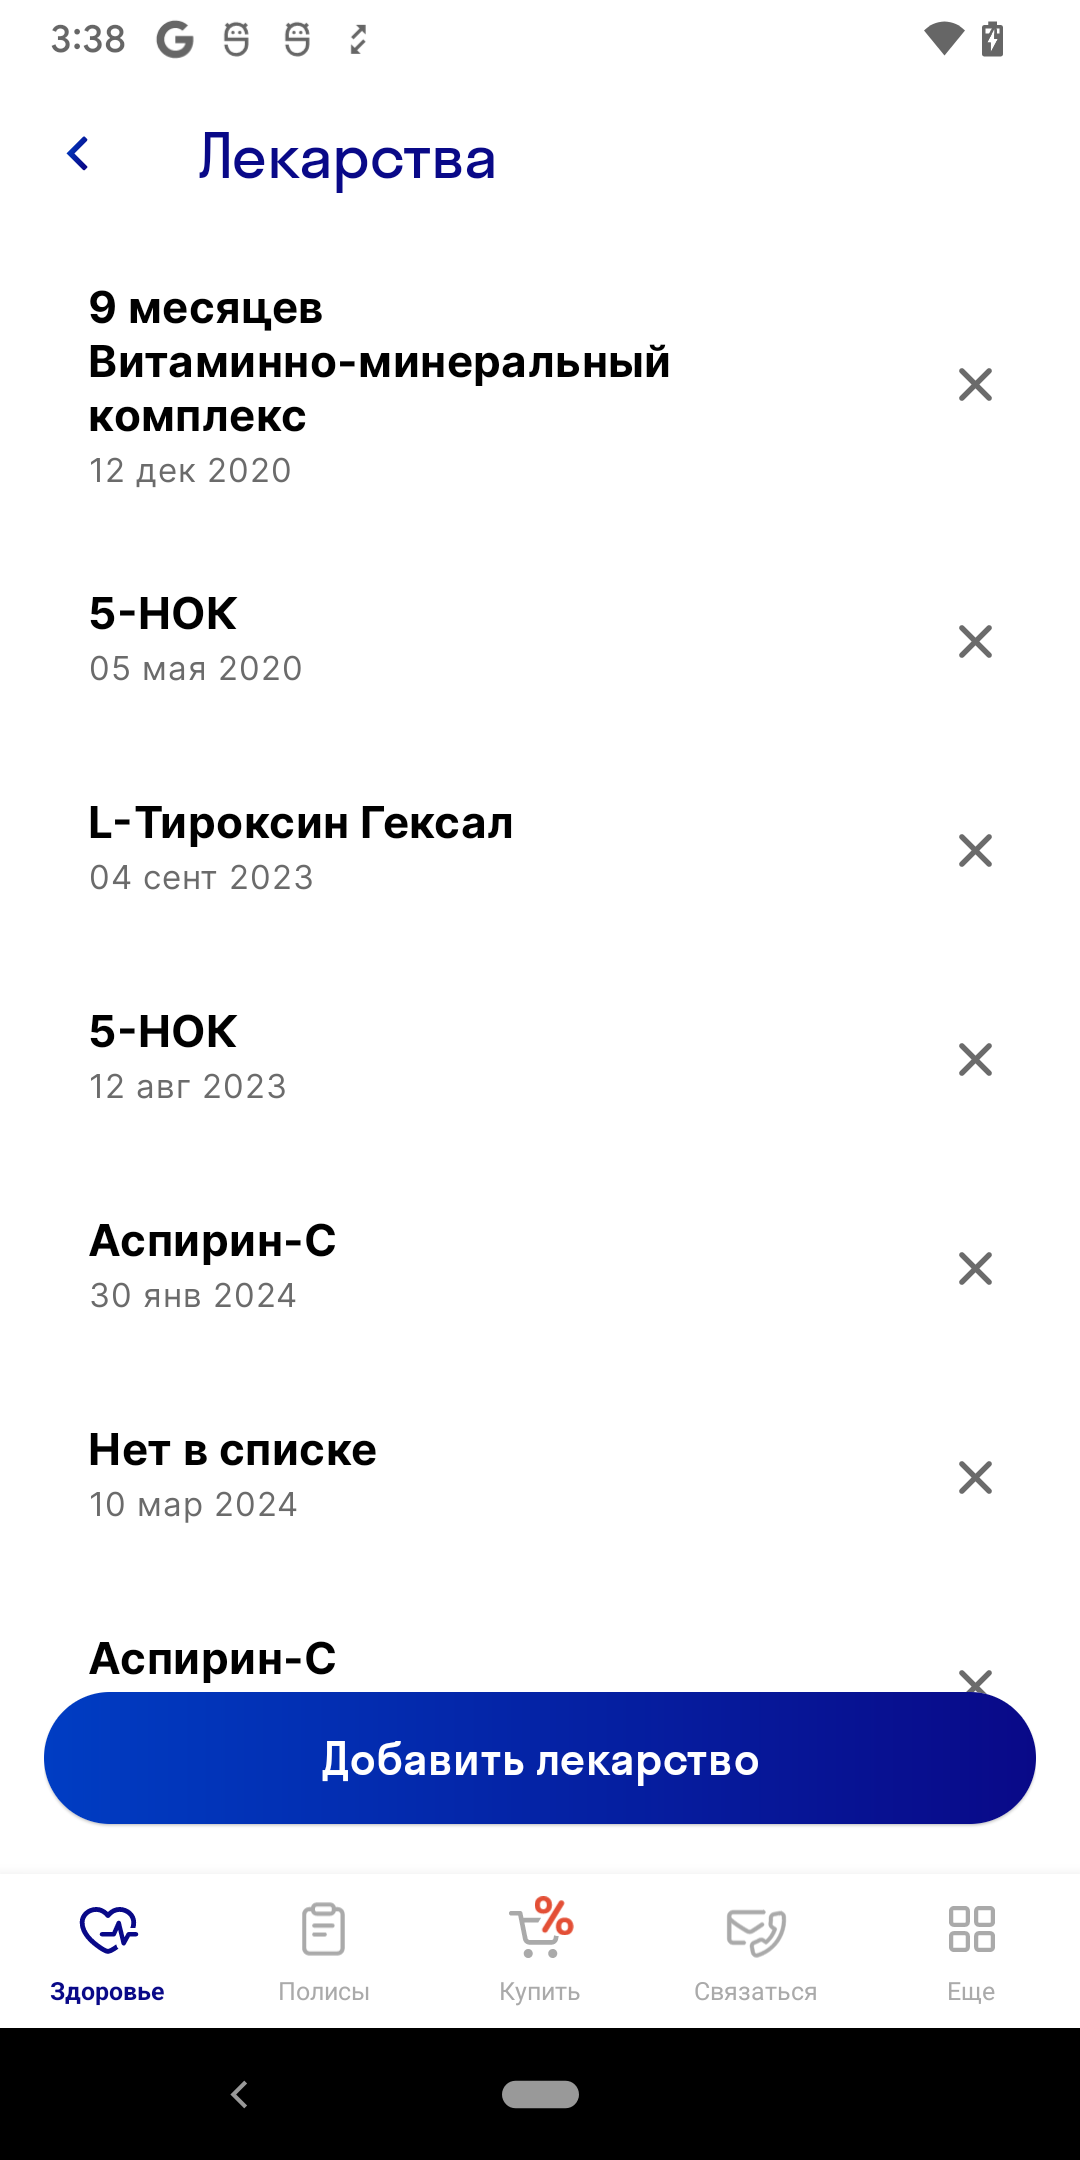 3:38
Лекарства
9 месяцев
Витаминно-минеральный
комплекс
12 дек 2020
5-НОК
05 мая 2020
L-Тироксин Гексал
04 сент 2023
5-НОК
12 авг 2023
Аспирин-С
30 янв 2024
Нет в списке
10 мар 2024
Аспирин-С
Добавить лекарство
Здоровье
Полисы
%
Купить
Связаться
Еще